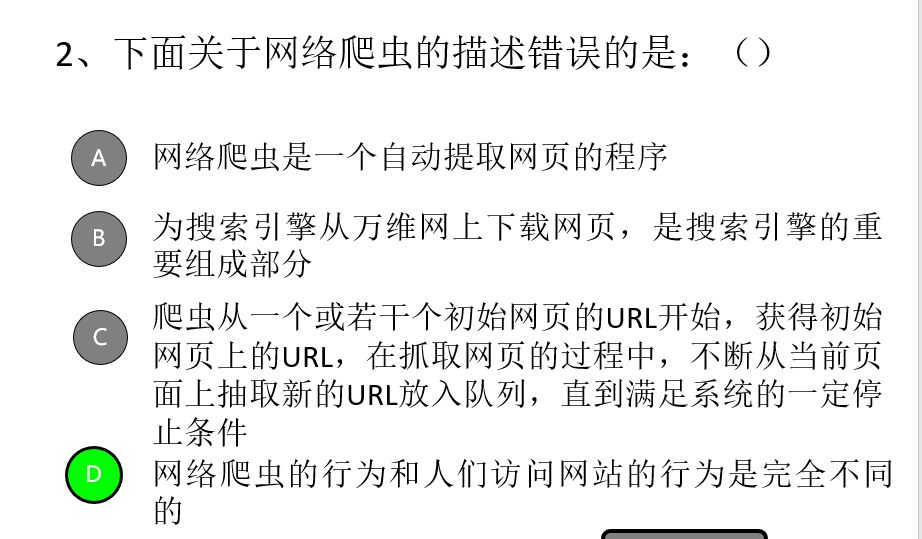 2、下面关于网络爬虫的描述错误的是：（）
A 网络爬虫是一个自动提取网页的程序
B 为搜索引擎从万维网上下载网页，是搜索引擎的重
要组成部分
C 爬虫从一个或若干个初始网页的URL开始，获得初始
网页上的URL，在抓取网页的过程中，不断从当前页
面上抽取新的URL放入队列，直到满足系统的一定停
止条件
D 网络爬虫的行为和人们访问网站的行为是完全不同
的